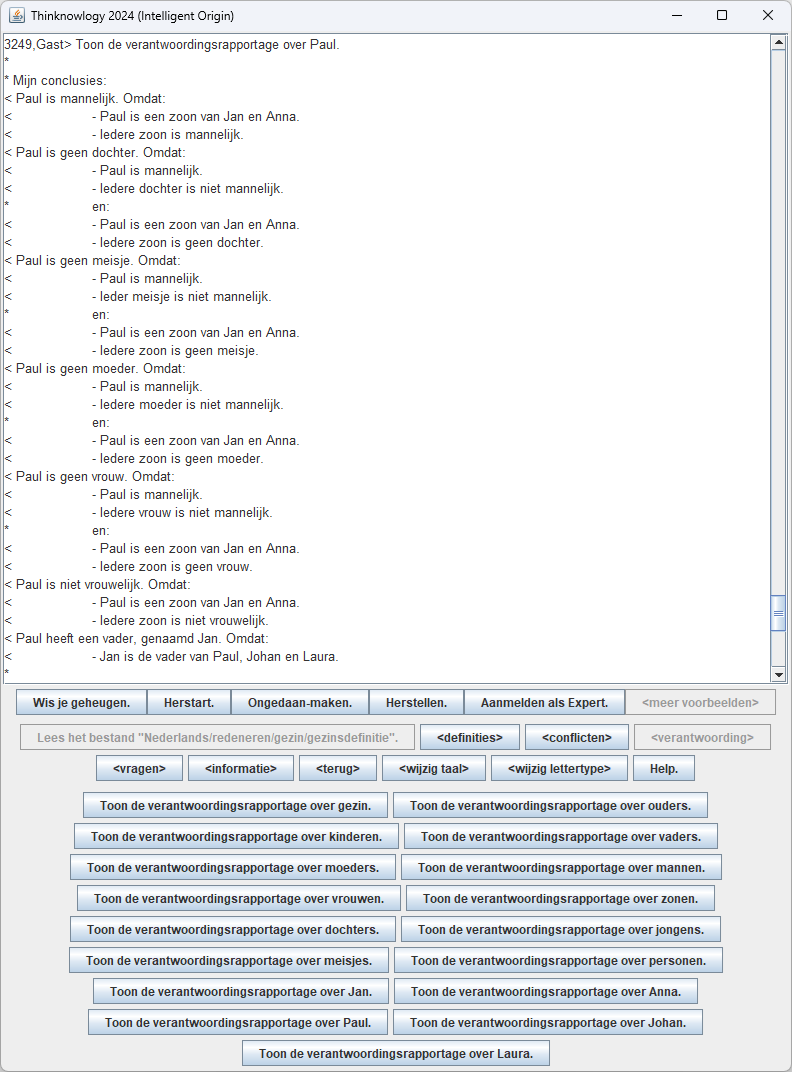 Thinknowlogy 2024 (Intelligent Origin)
3249,Gast> Toon de verantwoordingsrapportage over Paul.
*
* Mijn conclusies:
< Paul is mannelijk. Omdat:
< - Paul is een zoon van Jan en Anna.
< - Iedere zoon is mannelijk.
< Paul is geen dochter. Omdat:
< - Paul is mannelijk.
< - Iedere dochter is niet mannelijk.
* en:
< - Paul is een zoon van Jan en Anna.
< - Iedere zoon is geen dochter.
< Paul is geen meisje. Omdat:
< - Paul is mannelijk.
< - Ieder meisje is niet mannelijk.
* en:
< - Paul is een zoon van Jan en Anna.
< - Iedere zoon is geen meisje.
< Paul is geen moeder. Omdat:
< - Paul is mannelijk.
< - Iedere moeder is niet mannelijk.
* en:
< - Paul is een zoon van Jan en Anna.
< - Iedere zoon is geen moeder.
< Paul is geen vrouw. Omdat:
< - Paul is mannelijk.
< - Iedere vrouw is niet mannelijk.
* en:
< - Paul is een zoon van Jan en Anna.
< - Iedere zoon is geen vrouw.
< Paul is niet vrouwelijk. Omdat:
< - Paul is een zoon van Jan en Anna.
< - Iedere zoon is niet vrouwelijk.
< Paul heeft een vader, genaamd Jan. Omdat:
< - Jan is de vader van Paul, Johan en Laura.
*
Wis je geheugen. Herstart. Ongedaan-maken. Herstellen. Aanmelden als Expert. <meer voorbeelden>
Lees het bestand "Nederlands/redeneren/gezin/gezinsdefinitie". <definities> <conflicten> <verantwoording>
<vragen> <informatie> <terug> <wijzig taal> <wijzig lettertype> Help.
Toon de verantwoordingsrapportage over gezin. Toon de verantwoordingsrapportage over ouders.
Toon de verantwoordingsrapportage over kinderen. Toon de verantwoordingsrapportage over vaders.
Toon de verantwoordingsrapportage over moeders. Toon de verantwoordingsrapportage over mannen.
Toon de verantwoordingsrapportage over vrouwen. Toon de verantwoordingsrapportage over zonen.
Toon de verantwoordingsrapportage over dochters. Toon de verantwoordingsrapportage over jongens.
Toon de verantwoordingsrapportage over meisjes. Toon de verantwoordingsrapportage over personen.
Toon de verantwoordingsrapportage over Jan. Toon de verantwoordingsrapportage over Anna.
Toon de verantwoordingsrapportage over Paul. Toon de verantwoordingsrapportage over Johan.
Toon de verantwoordingsrapportage over Laura.